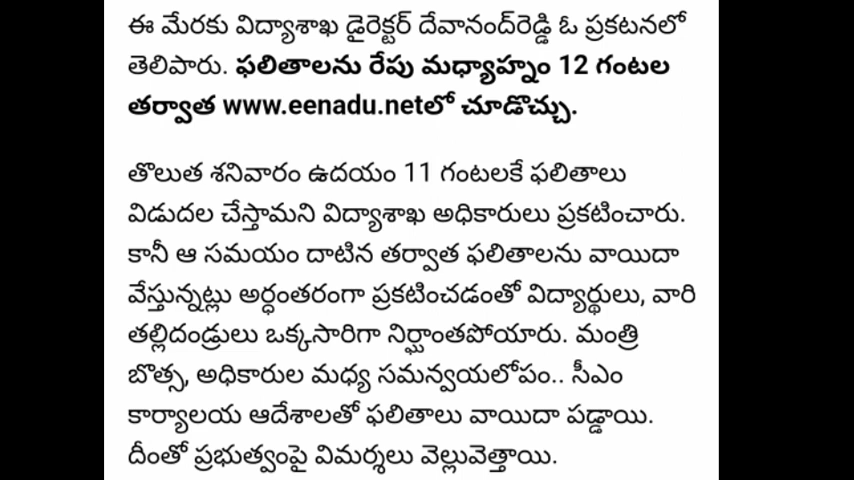 ఈ మేరకు విద్యాశాఖ డైరెక్టర్ దేవానంద్‌రెడ్డి ఓ ప్రకటనలో
తెలిపారు. ఫలితాలను రేపు మధ్యాహ్నం 12 గంటల
తర్వాత www.eenadu.netలో చూడొచ్చు.
తొలుత శనివారం ఉదయం 11 గంటలకే ఫలితాలు
విడుదల చేస్తామని విద్యాశాఖ అధికారులు ప్రకటించారు.
కానీ ఆ సమయం దాటిన తర్వాత ఫలితాలను వాయిదా
వేస్తున్నట్లు అర్ధంతరంగా ప్రకటించడంతో విద్యార్థులు, వారి
తల్లిదండ్రులు ఒక్కసారిగా నిర్ఘాంతపోయారు. మంత్రి
బొత్స, అధికారుల మధ్య సమన్వయలోపం.. సీఎం
కార్యాలయ ఆదేశాలతో ఫలితాలు వాయిదా పడ్డాయి.
దీంతో ప్రభుత్వంపై విమర్శలు వెల్లువెత్తాయి.